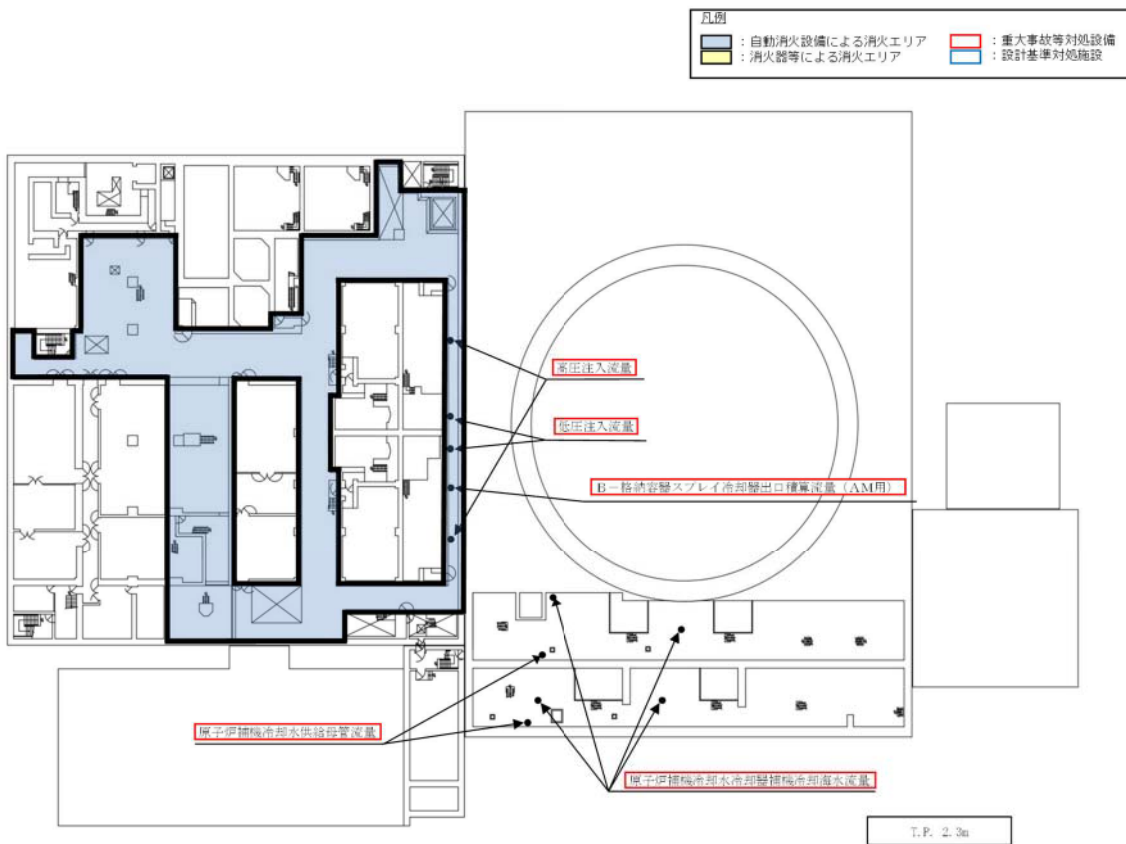 凡例
：自動消火設備による消火エリア
：重大事故等対処設備
：消火器等による消火エリア
：設計基準対処施設
高圧注入流量
低圧注入流量
B－格納容器スプレイ冷却器出口積算流量（AM用）
原子炉補機冷却水供給母管流量
原子炉補機冷却水冷却器補機冷却海水流量
T.P. 2.3m